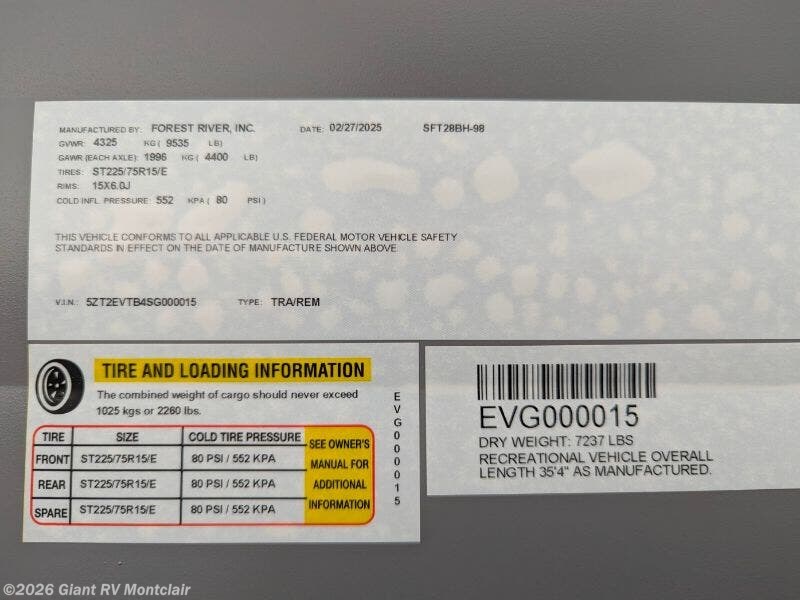 MANUFACTURED BY: FOREST RIVER, INC. DATE: 02/27/2025 SFT28BH-98
GVWR: 4325 KG ( 9535 LB)
GAWR (EACH AXLE): 1996 KG ( 4400 LB)
TIRES: ST225/75R15/E
RIMS: 15X6.0J
COLD INFL. PRESSURE: 552 KPA ( 80 PSI )
THIS VEHICLE CONFORMS TO ALL APPLICABLE U.S. FEDERAL MOTOR VEHICLE SAFETY
STANDARDS IN EFFECT ON THE DATE OF MANUFACTURE SHOWN ABOVE.
V.I.N.: 5ZT2EVTB4SG000015 TYPE: TRA/REM
TIRE AND LOADING INFORMATION
The combined weight of cargo should never exceed
1025 kgs or 2260 lbs.
TIRE SIZE COLD TIRE PRESSURE SEE OWNER'S MANUAL FOR ADDITIONAL INFORMATION
FRONT ST225/75R15/E 80 PSI / 552 KPA
REAR ST225/75R15/E 80 PSI / 552 KPA
SPARE ST225/75R15/E 80 PSI / 552 KPA
EVG000015
EVG000015
DRY WEIGHT: 7237 LBS
RECREATIONAL VEHICLE OVERALL
LENGTH 35'4" AS MANUFACTURED.
©2026 Giant RV Montclair